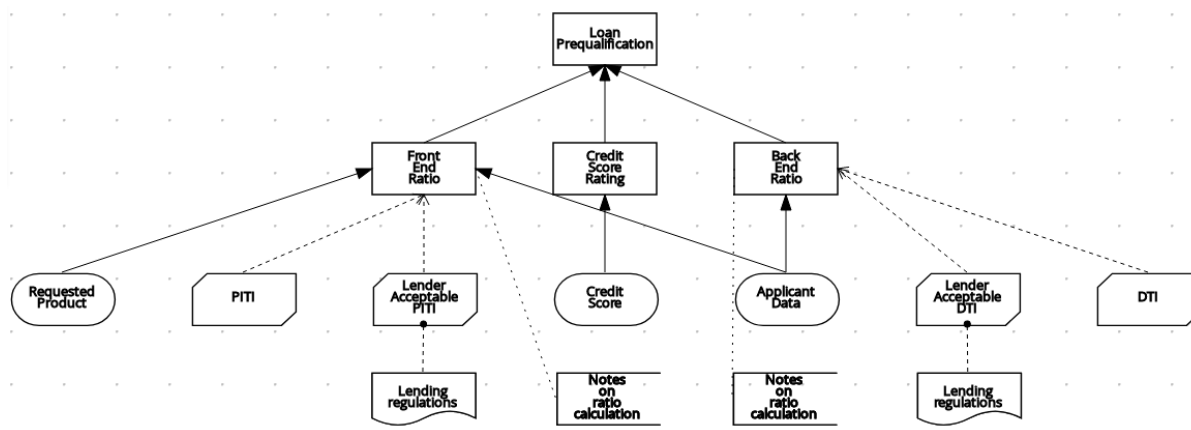 Loan
Prequalification
Front
End
Ratio
Credit
Score
Rating
Back
End
Ratio
Requested
Product
PITI
Lender
Acceptable
PITI
Credit
Score
Applicant
Data
Lender
Acceptable
DTI
DTI
Lending
regulations
Notes
on
ratio
calculation
Notes
on
ratio
calculation
Lending
regulations